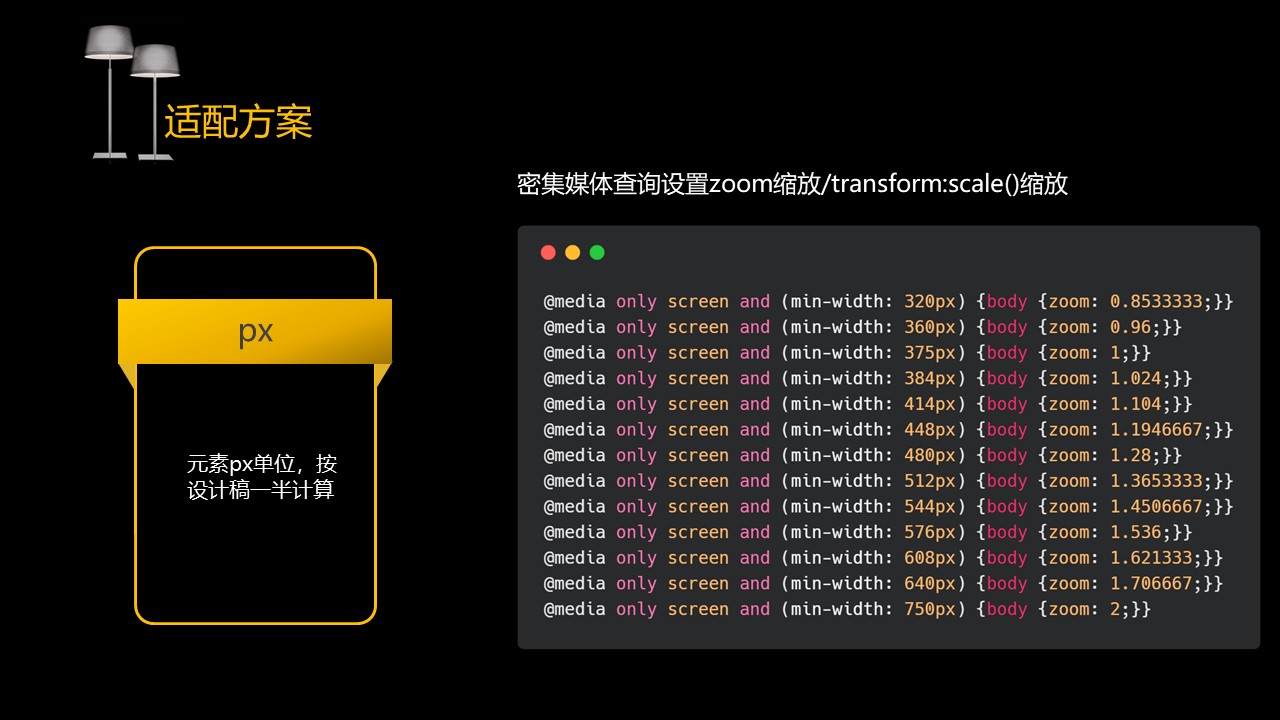 适配方案
密集媒体查询设置zoom缩放/transform:scale()缩放
px
元素px单位，按
设计稿一半计算
@media only screen and (min-width: 320px) {body {zoom: 0.8533333;}}
@media only screen and (min-width: 360px) {body {zoom: 0.96;}}
@media only screen and (min-width: 375px) {body {zoom: 1;}}
@media only screen and (min-width: 384px) {body {zoom: 1.024;}}
@media only screen and (min-width: 414px) {body {zoom: 1.104;}}
@media only screen and (min-width: 448px) {body {zoom: 1.1946667;}}
@media only screen and (min-width: 480px) {body {zoom: 1.28;}}
@media only screen and (min-width: 512px) {body {zoom: 1.3653333;}}
@media only screen and (min-width: 544px) {body {zoom: 1.4506667;}}
@media only screen and (min-width: 576px) {body {zoom: 1.536;}}
@media only screen and (min-width: 608px) {body {zoom: 1.621333;}}
@media only screen and (min-width: 640px) {body {zoom: 1.706667;}}
@media only screen and (min-width: 750px) {body {zoom: 2;}}